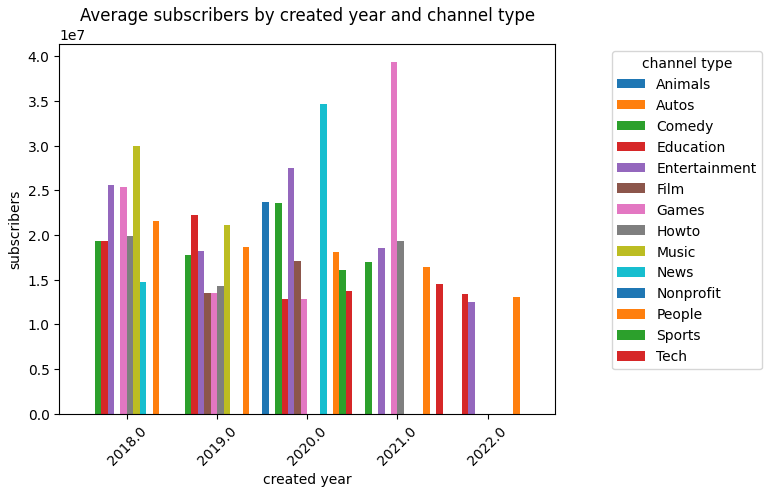 Average subscribers by created year and channel type
1e7
4.0
3.5
3.0
2.5
2.0
1.5
1.0
0.5
0.0
subscribers
2018.0
2019.0
2020.0
2021.0
2022.0
created year
channel type
Animals
Autos
Comedy
Education
Entertainment
Film
Games
Howto
Music
News
Nonprofit
People
Sports
Tech